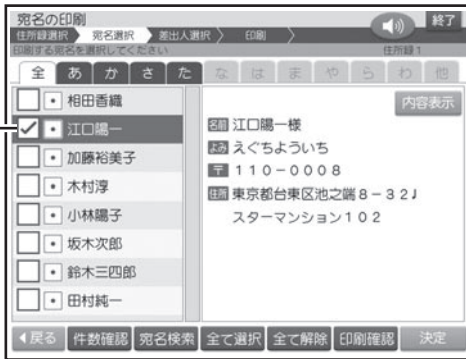 宛名の印刷
終了
住所録選択 宛名選択 差出人選択 印刷
印刷する宛名を選択してください 住所録1
全 あ か さ た な は ま や ら わ 他
相田香織
江口陽一
加藤裕美子
木村淳
小林陽子
坂木次郎
鈴木三四郎
田村純一
内容表示
名前 江口陽一様
よみ えぐちよういち
〒 110-0008
住所 東京都台東区池之端8-32
スターマンション102
戻る 件数確認 宛名検索 全て選択 全て解除 印刷確認 決定